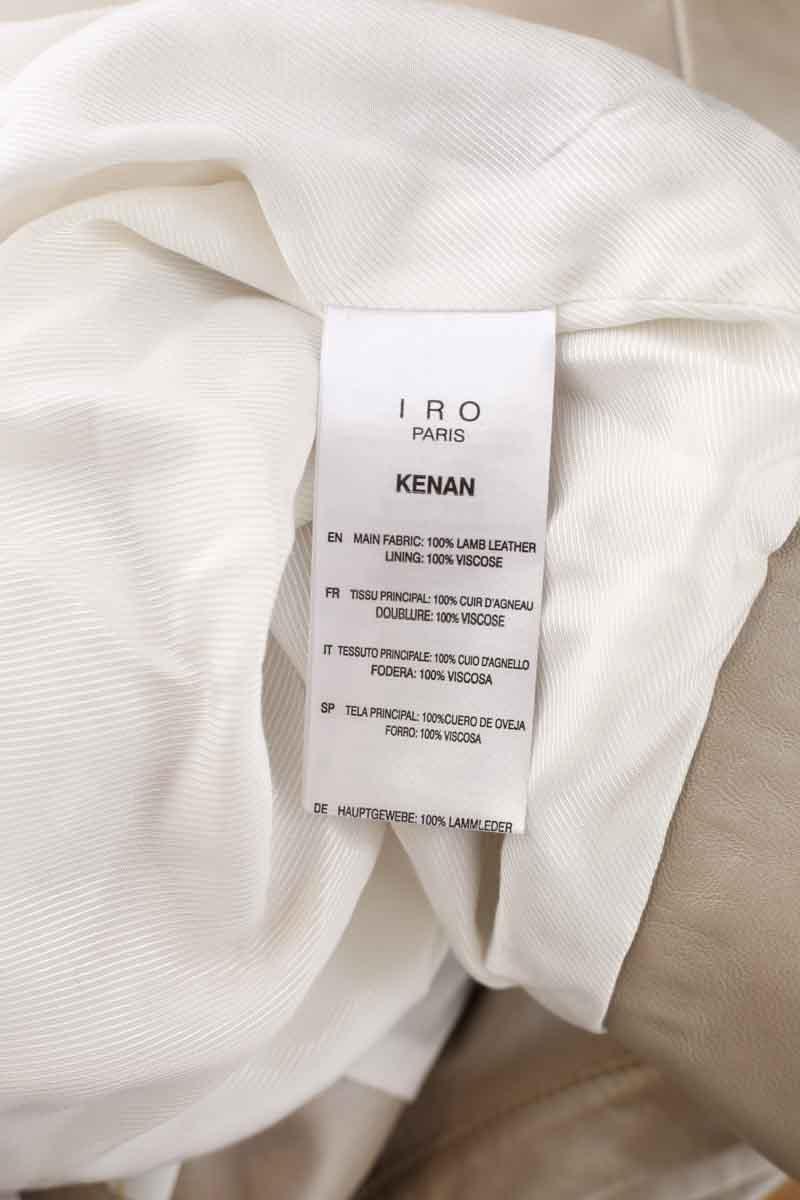 IRO
PARIS
KENAN
EN MAIN FABRIC: 100% LAMB LEATHER
LINING: 100% VISCOSE
FR TISSU PRINCIPAL: 100% CUIR D'AGNEAU
DOUBLURE: 100% VISCOSE
IT TESSUTO PRINCIPALE: 100% CUIO D'AGNELLO
FODERA: 100% VISCOSA
SP TELA PRINCIPAL: 100%CUERO DE OVEJA
FORRO: 100% VISCOSA
DE HAUPTGEWEBE: 100% LAMMLEDER